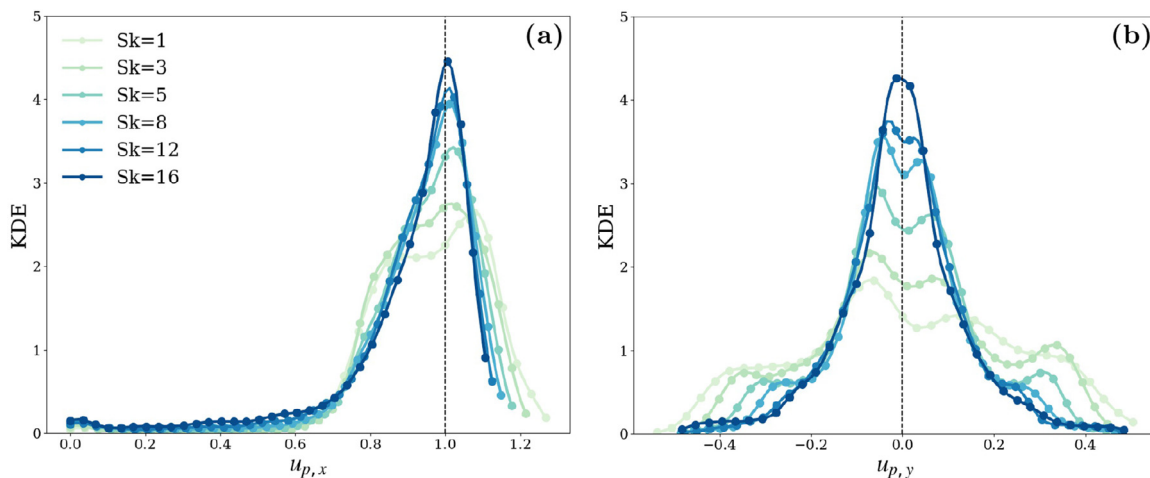 (a)
Sk=1
Sk=3
Sk=5
Sk=8
Sk=12
Sk=16
KDE
5
4
3
2
1
0
0.0 0.2 0.4 0.6 0.8 1.0 1.2
u_{p,x}
(b)
KDE
5
4
3
2
1
0
−0.4 −0.2 0.0 0.2 0.4
u_{p,y}